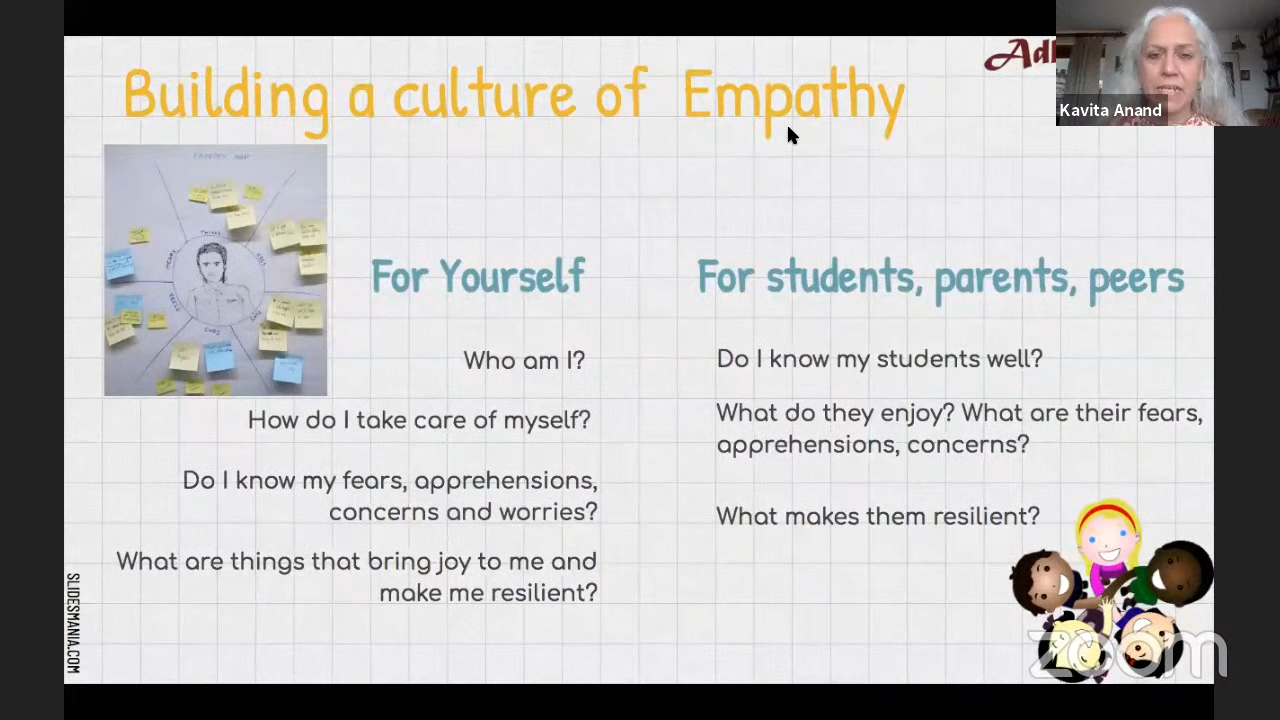 Building a culture of Empathy
Kavita Anand
For Yourself
Who am I?
How do I take care of myself?
Do I know my fears, apprehensions,
concerns and worries?
What are things that bring joy to me and
make me resilient?
For students, parents, peers
Do I know my students well?
What do they enjoy? What are their fears,
apprehensions, concerns?
What makes them resilient?
SLIDESMANIA.COM
zoom